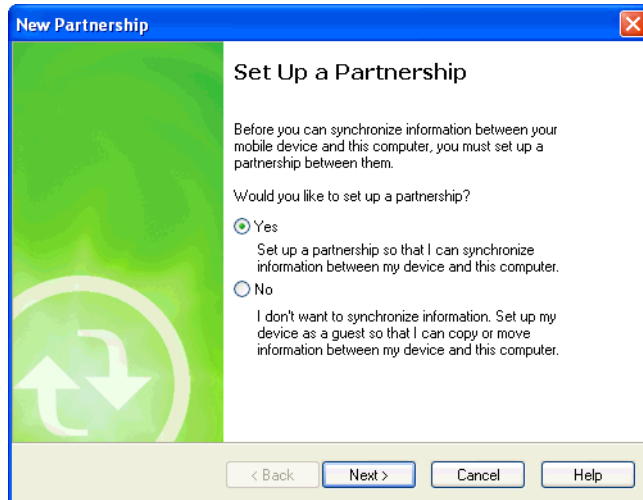 New Partnership
Set Up a Partnership
Before you can synchronize information between your
mobile device and this computer, you must set up a
partnership between them.
Would you like to set up a partnership?
Yes
Set up a partnership so that I can synchronize
information between my device and this computer.
No
I don't want to synchronize information. Set up my
device as a guest so that I can copy or move
information between my device and this computer.
< Back Next > Cancel Help